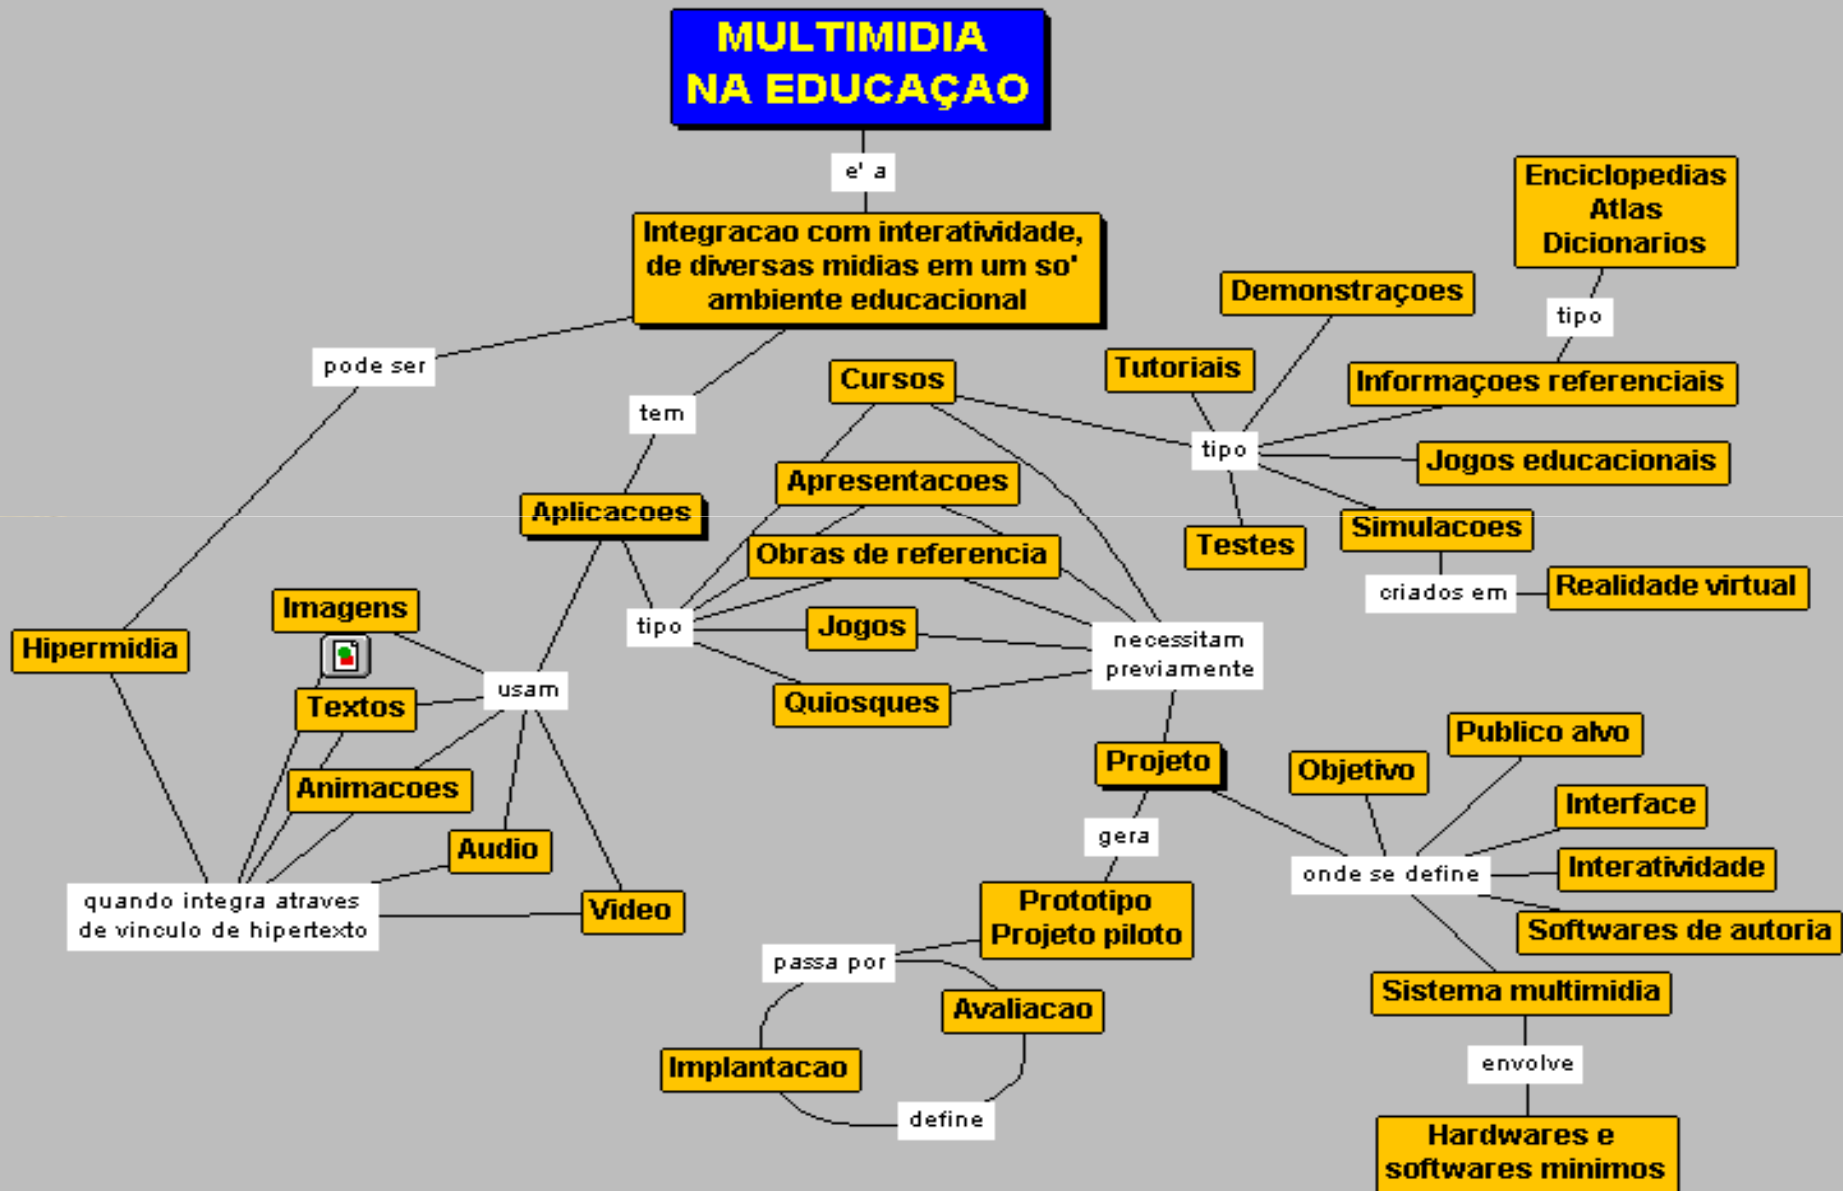 MULTIMIDIA
NA EDUCAÇAO
e' a
Integracao com interatividade,
de diversas midias em um so'
ambiente educacional
pode ser
tem
Hipermidia
quando integra atraves
de vinculo de hipertexto
Aplicacoes
usam
Imagens
Textos
Animacoes
Audio
Video
tipo
Cursos
Apresentacoes
Obras de referencia
Jogos
Quiosques
tipo
Tutoriais
Demonstraçoes
Informaçoes referenciais
tipo
Enciclopedias
Atlas
Dicionarios
Jogos educacionais
Simulacoes
criados em
Realidade virtual
Testes
necessitam
previamente
Projeto
gera
Prototipo
Projeto piloto
passa por
Avaliacao
Implantacao
define
onde se define
Objetivo
Publico alvo
Interface
Interatividade
Softwares de autoria
Sistema multimidia
envolve
Hardwares e
softwares minimos